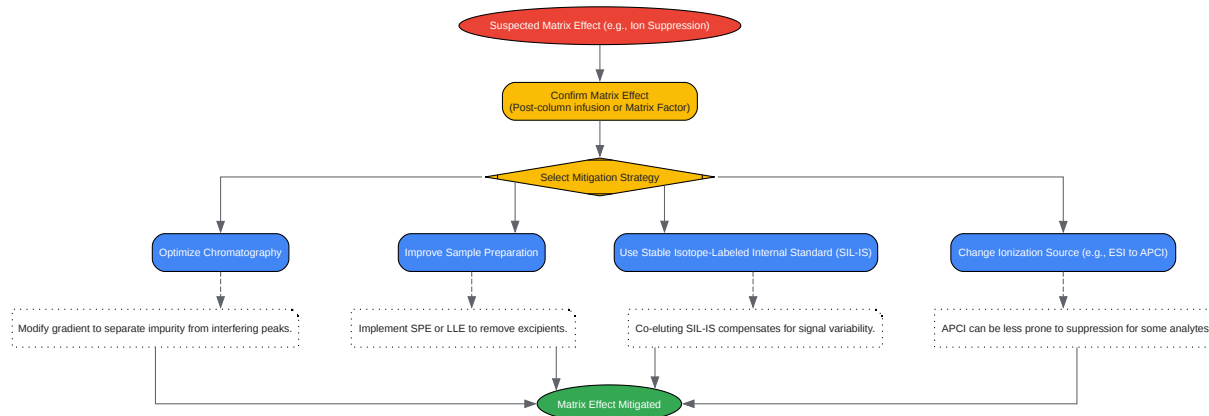 Suspected Matrix Effect (e.g., Ion Suppression)
Confirm Matrix Effect
(Post-column infusion or Matrix Factor)
Select Mitigation Strategy
Optimize Chromatography
Improve Sample Preparation
Use Stable Isotope-Labeled Internal Standard (SIL-IS)
Change Ionization Source (e.g., ESI to APCI)
Modify gradient to separate impurity from interfering peaks.
Implement SPE or LLE to remove excipients.
Co-eluting SIL-IS compensates for signal variability.
APCI can be less prone to suppression for some analytes
Matrix Effect Mitigated